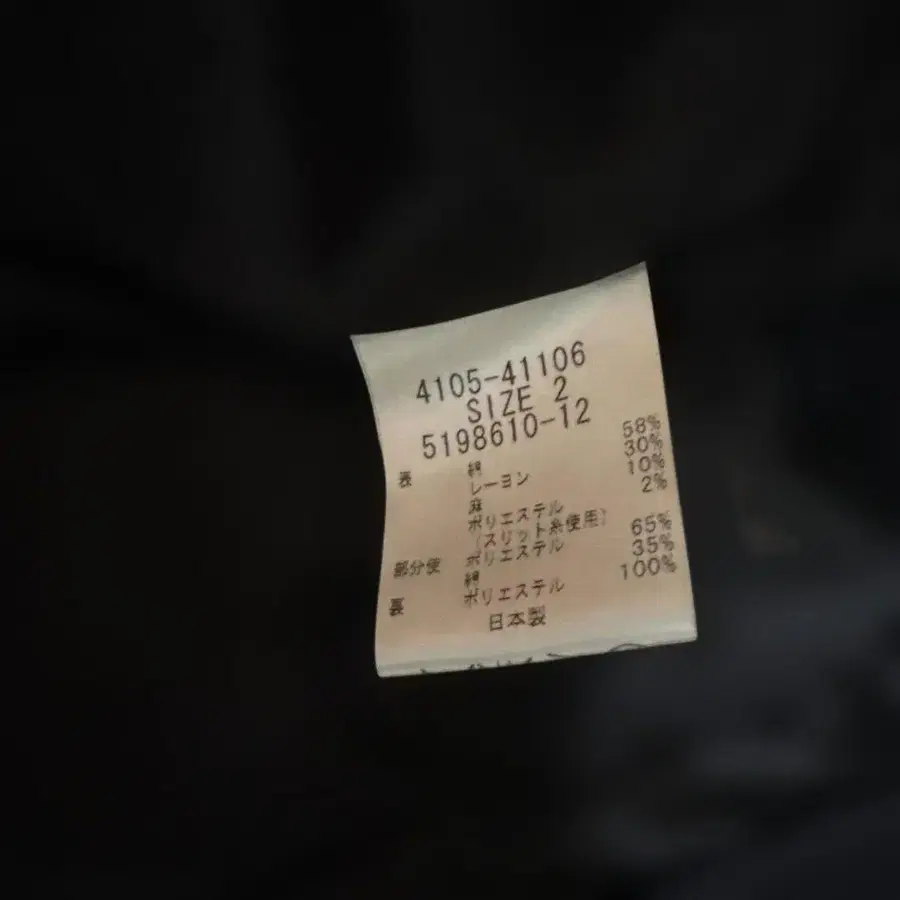 4105-41106
SIZE 2
5198610-12
表 綿 58%
レーヨン 30%
麻 10%
ポリエステル 2%
(スリット糸使用)
部分使 ポリエステル 65%
綿 35%
裏 ポリエステル 100%
日本製